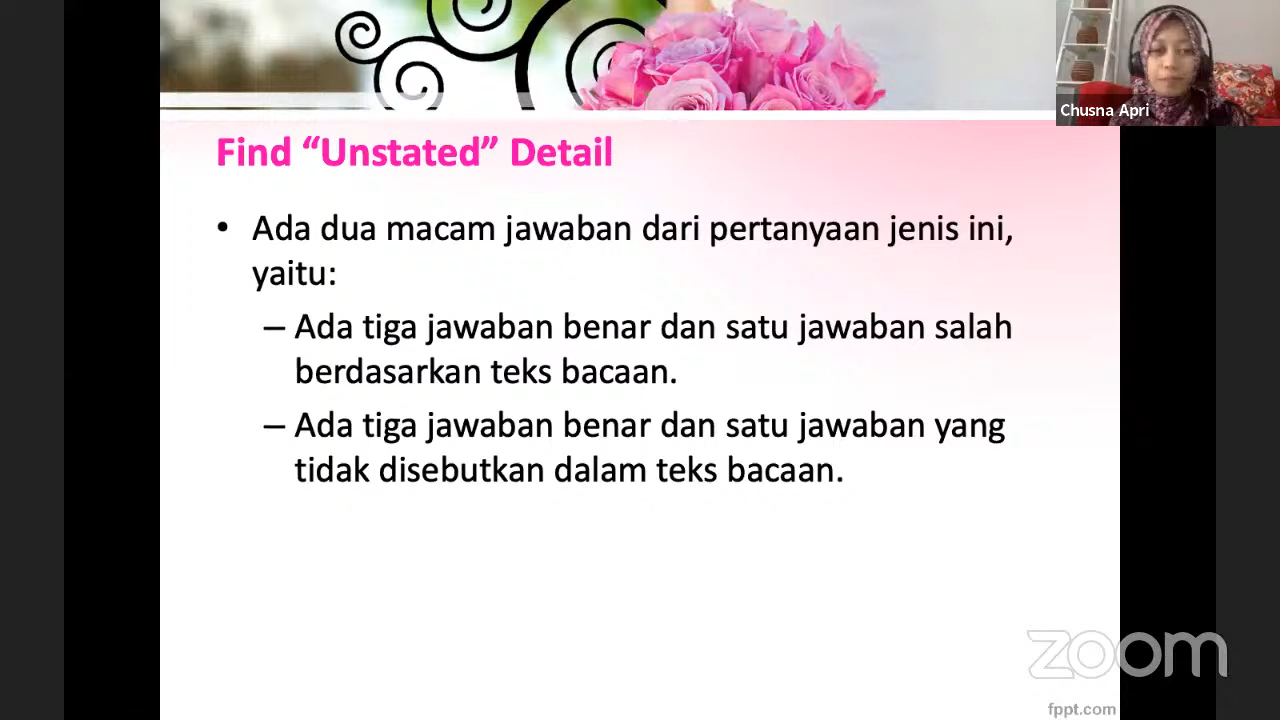 Chusna Apri
Find “Unstated” Detail
• Ada dua macam jawaban dari pertanyaan jenis ini,
yaitu:
– Ada tiga jawaban benar dan satu jawaban salah
berdasarkan teks bacaan.
– Ada tiga jawaban benar dan satu jawaban yang
tidak disebutkan dalam teks bacaan.
zoom
fppt.com